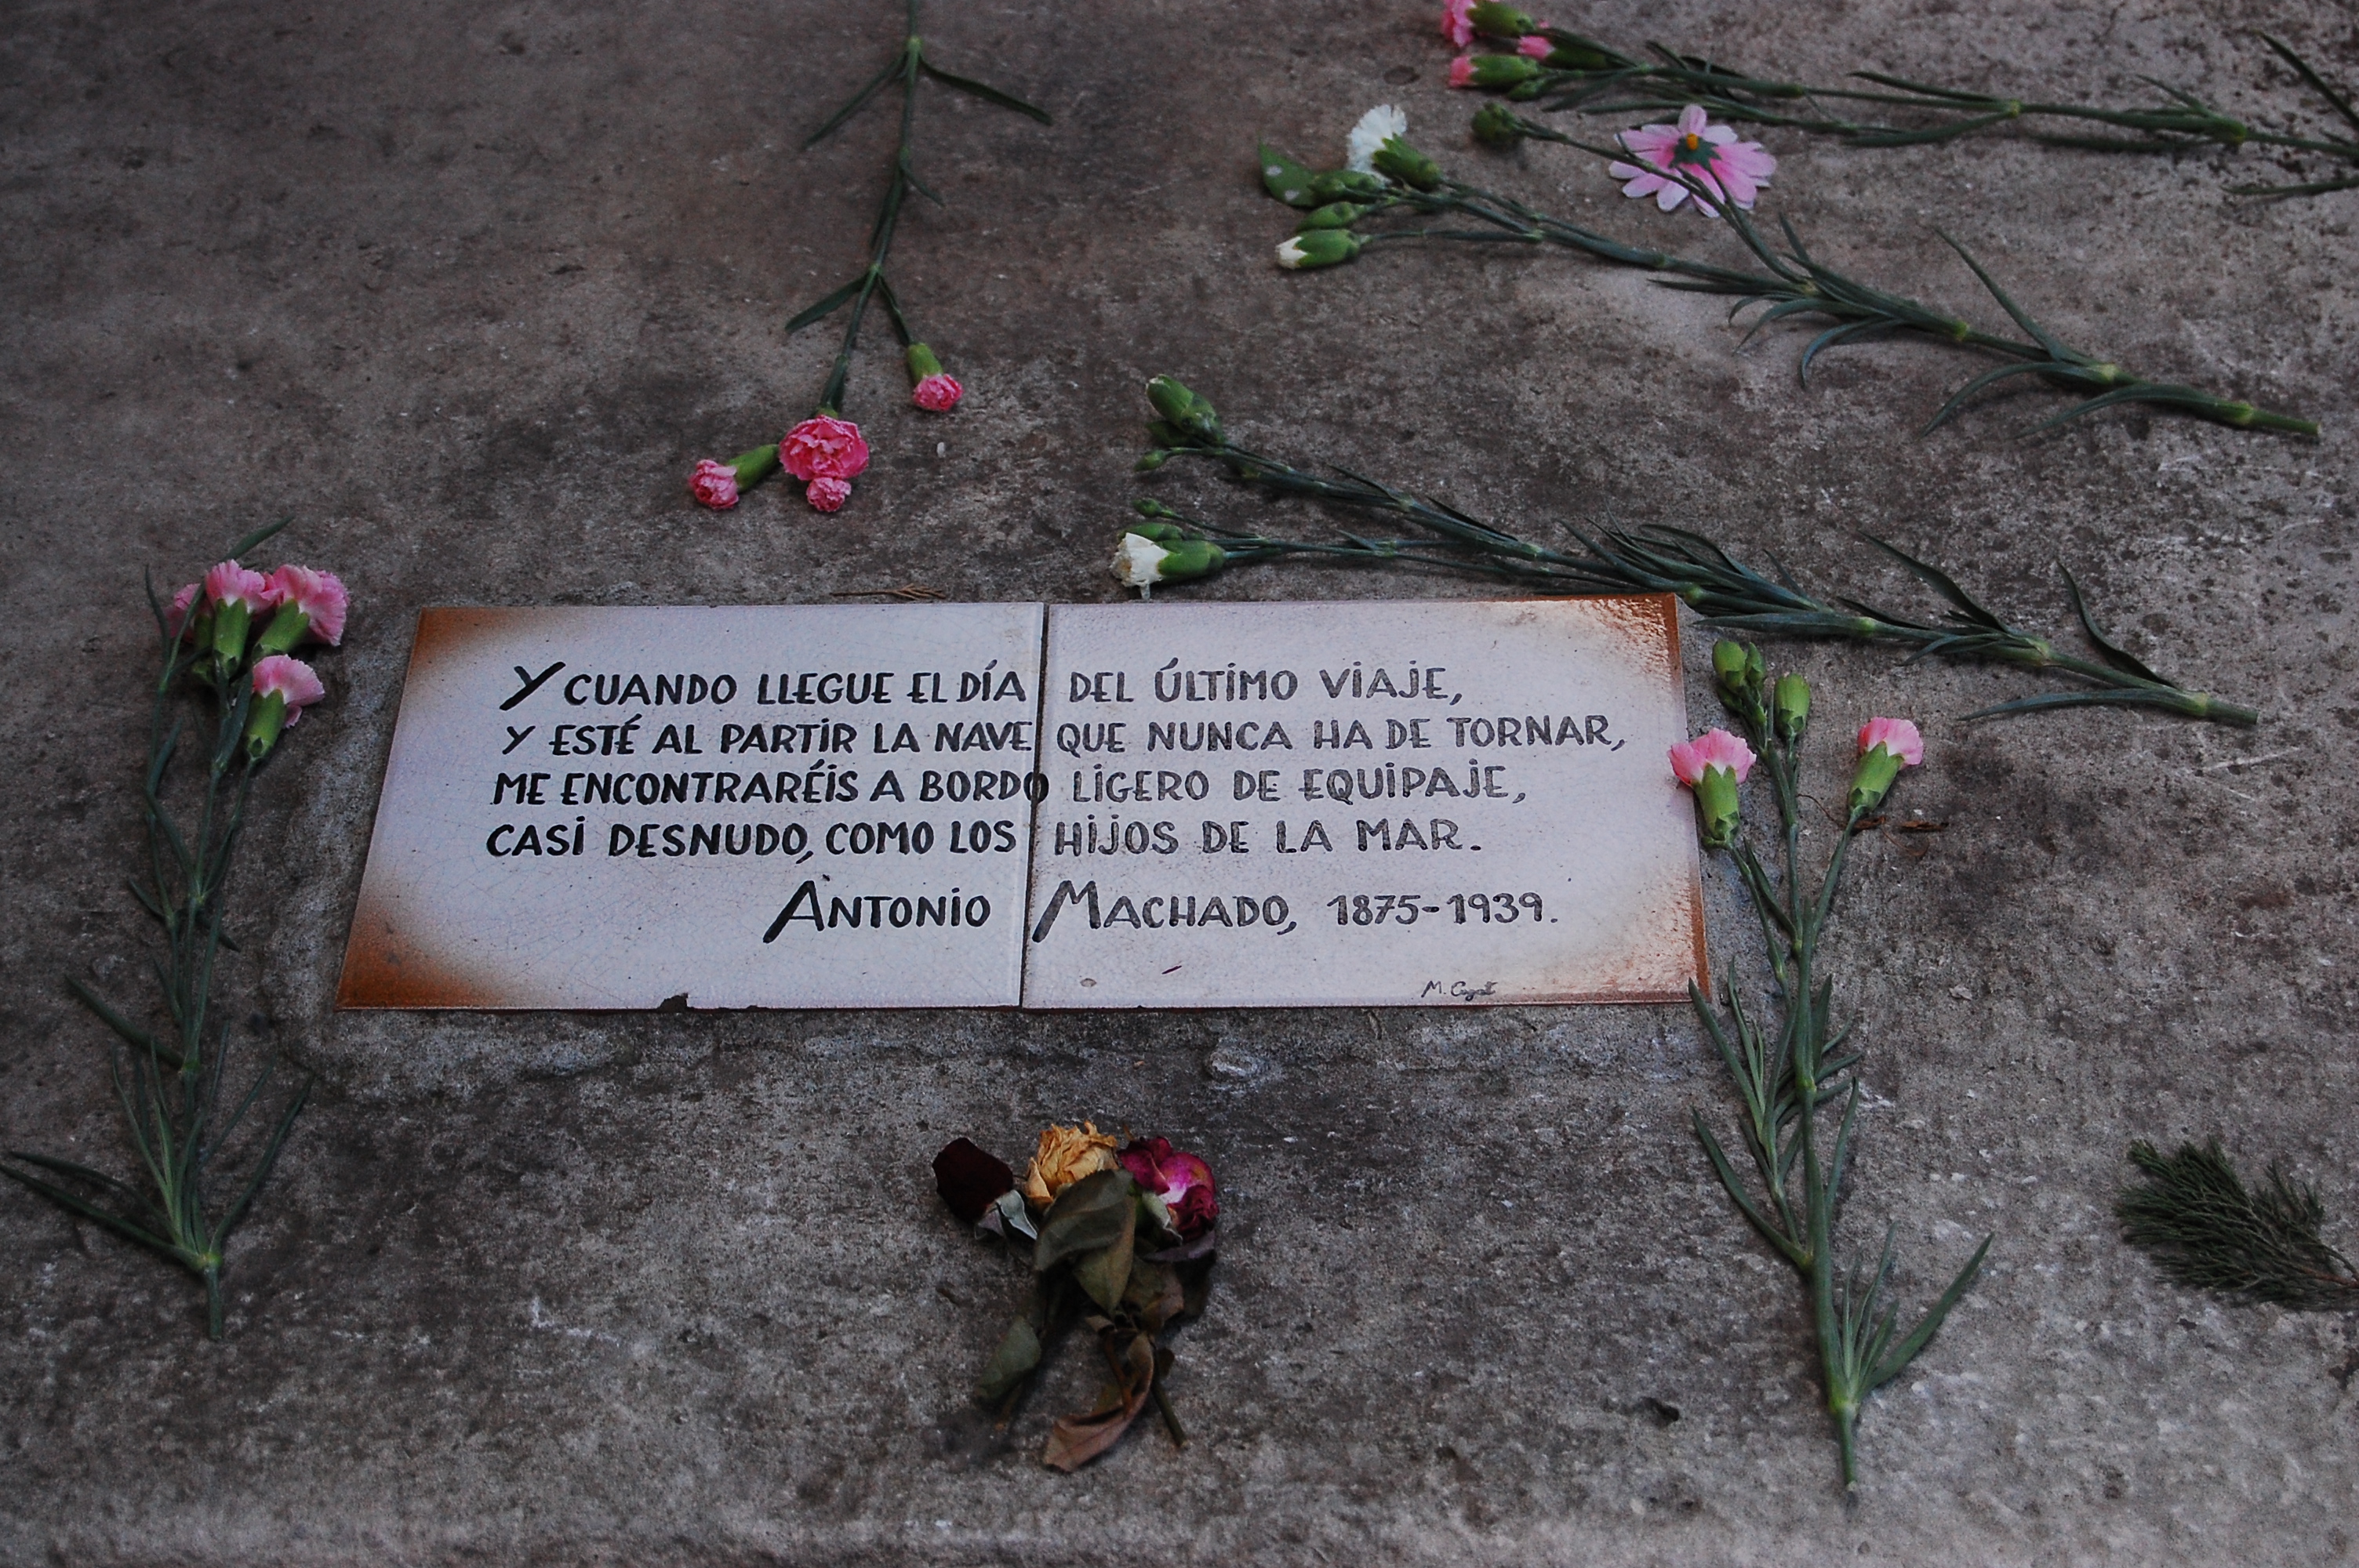 Y CUANDO LLEGUE EL DÍA DEL ÚLTIMO VIAJE,
Y ESTÉ AL PARTIR LA NAVE QUE NUNCA HA DE TORNAR,
ME ENCONTRARÉIS A BORDO LIGERO DE EQUIPAJE,
CASI DESNUDO, COMO LOS HIJOS DE LA MAR.
ANTONIO MACHADO, 1875-1939.
M.